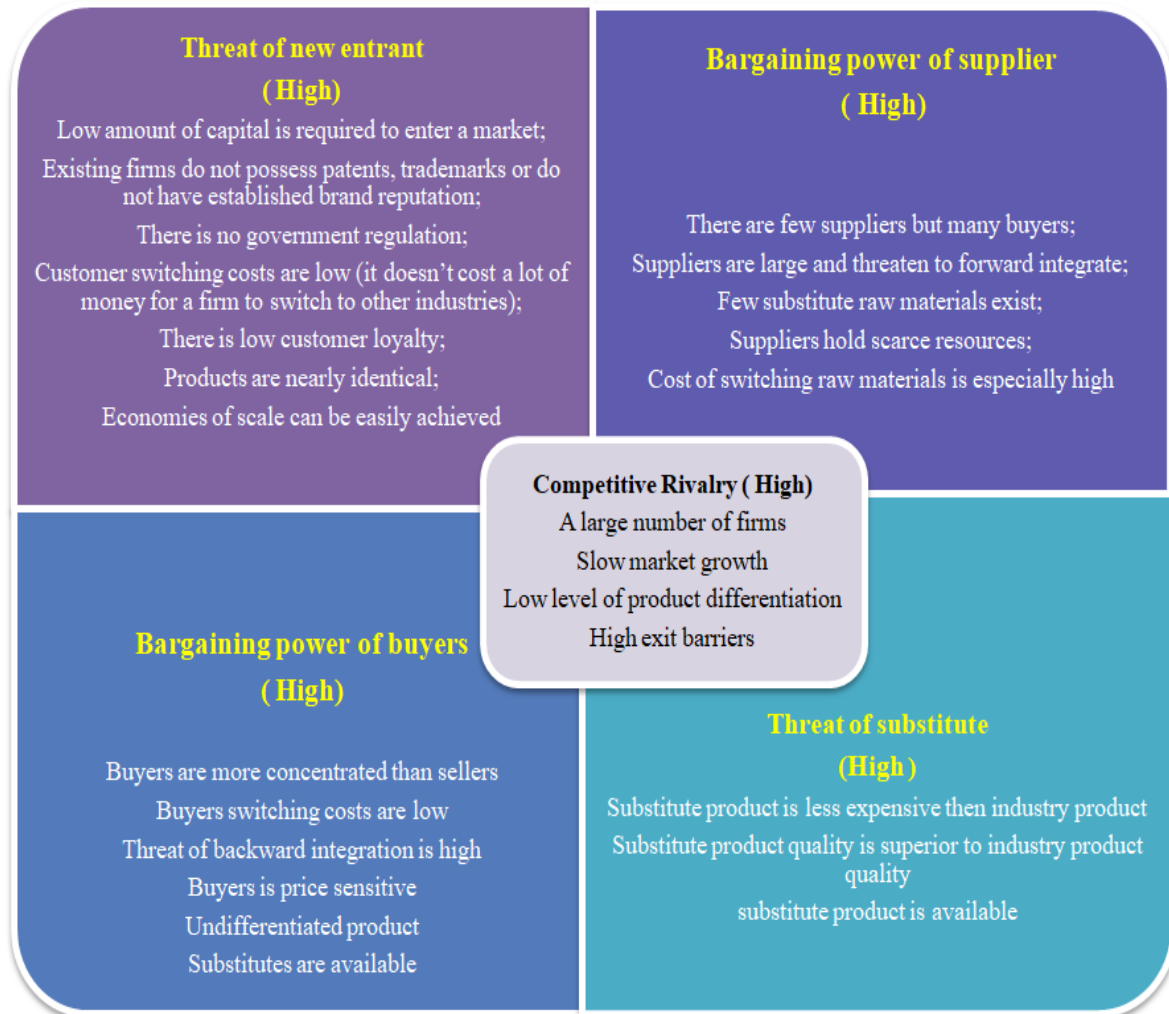 Threat of new entrant
( High)
Low amount of capital is required to enter a market;
Existing firms do not possess patents, trademarks or do
not have established brand reputation;
There is no government regulation;
Customer switching costs are low (it doesn't cost a lot of
money for a firm to switch to other industries);
There is low customer loyalty;
Products are nearly identical;
Economies of scale can be easily achieved
Bargaining power of supplier
( High)
There are few suppliers but many buyers;
Suppliers are large and threaten to forward integrate;
Few substitute raw materials exist;
Suppliers hold scarce resources;
Cost of switching raw materials is especially high
Competitive Rivalry ( High)
A large number of firms
Slow market growth
Low level of product differentiation
High exit barriers
Bargaining power of buyers
( High)
Buyers are more concentrated than sellers
Buyers switching costs are low
Threat of backward integration is high
Buyers is price sensitive
Undifferentiated product
Substitutes are available
Threat of substitute
(High )
Substitute product is less expensive then industry product
Substitute product quality is superior to industry product
quality
substitute product is available